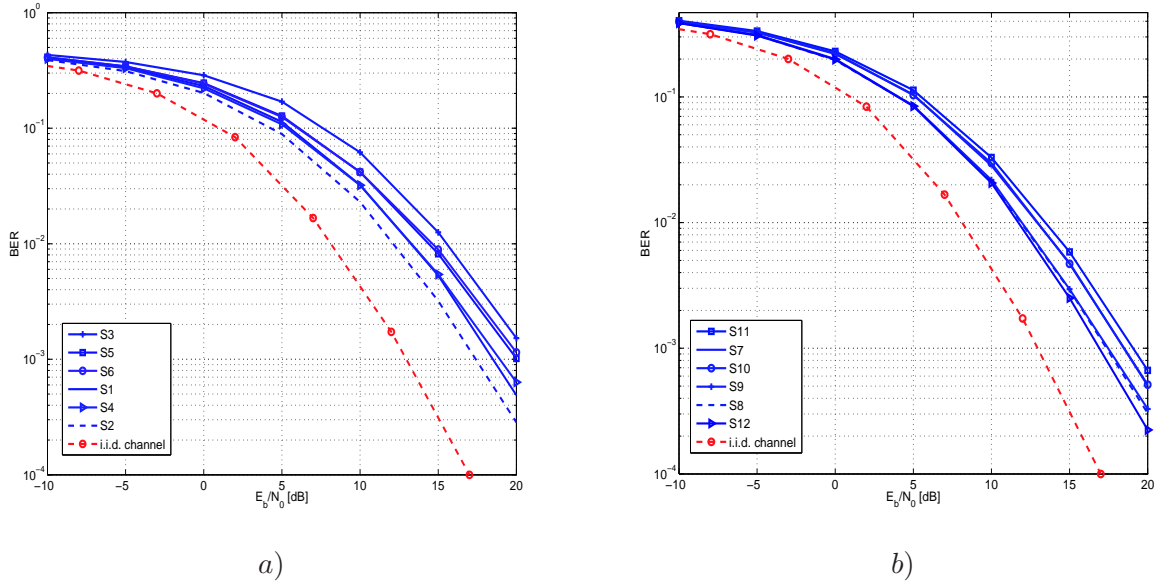 10^0
10^-1
10^-2
10^-3
10^-4
BER
-10 -5 0 5 10 15 20
E_b/N_0 [dB]
S3
S5
S6
S1
S4
S2
i.i.d. channel
a)
10^-1
10^-2
10^-3
10^-4
BER
-10 -5 0 5 10 15 20
E_b/N_0 [dB]
S11
S7
S10
S9
S8
S12
i.i.d. channel
b)